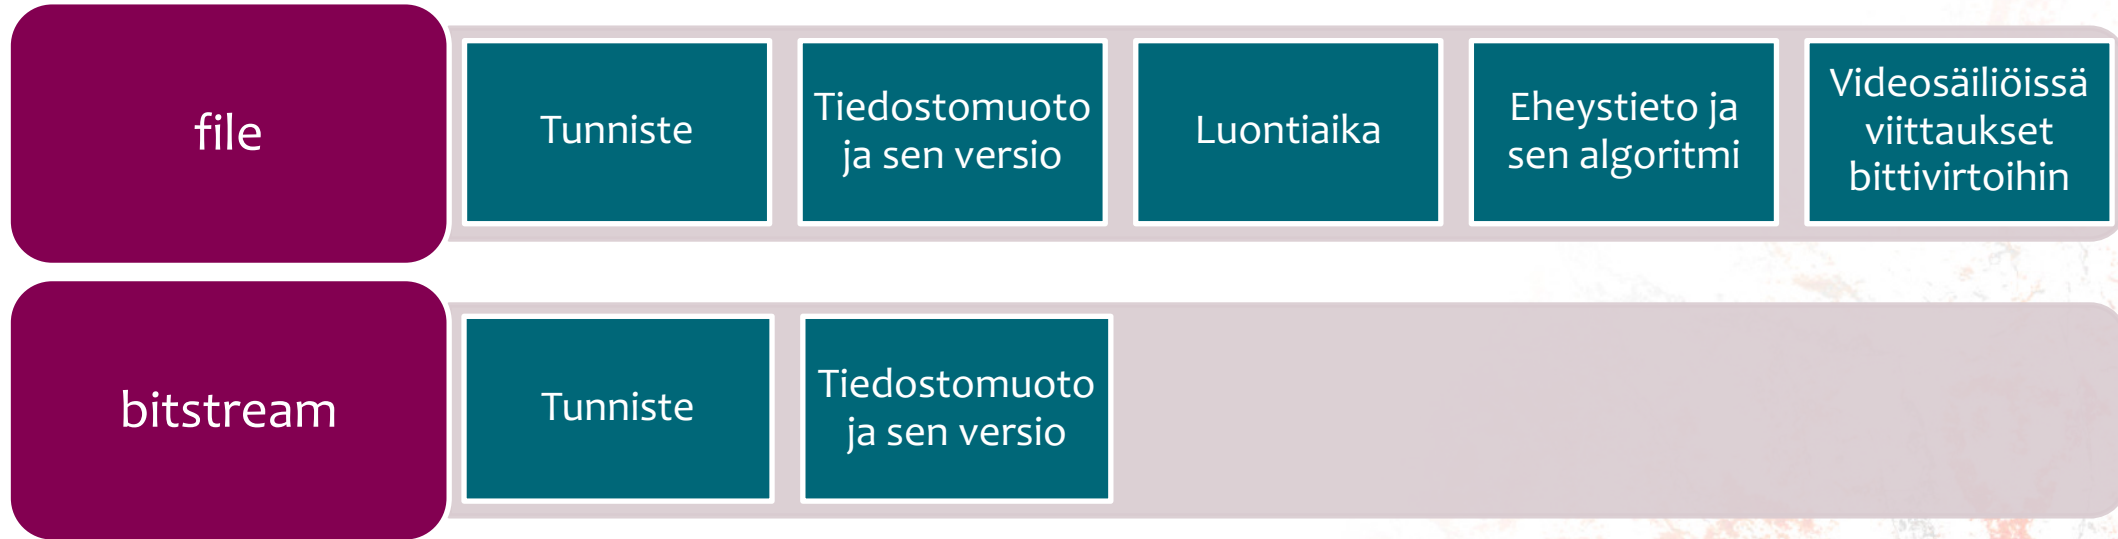 file
Tunniste
Tiedostomuoto
ja sen versio
Luontiaika
Eheystieto ja
sen algoritmi
Videosäiliöissä
viittaukset
bittivirtoihin
bitstream
Tunniste
Tiedostomuoto
ja sen versio